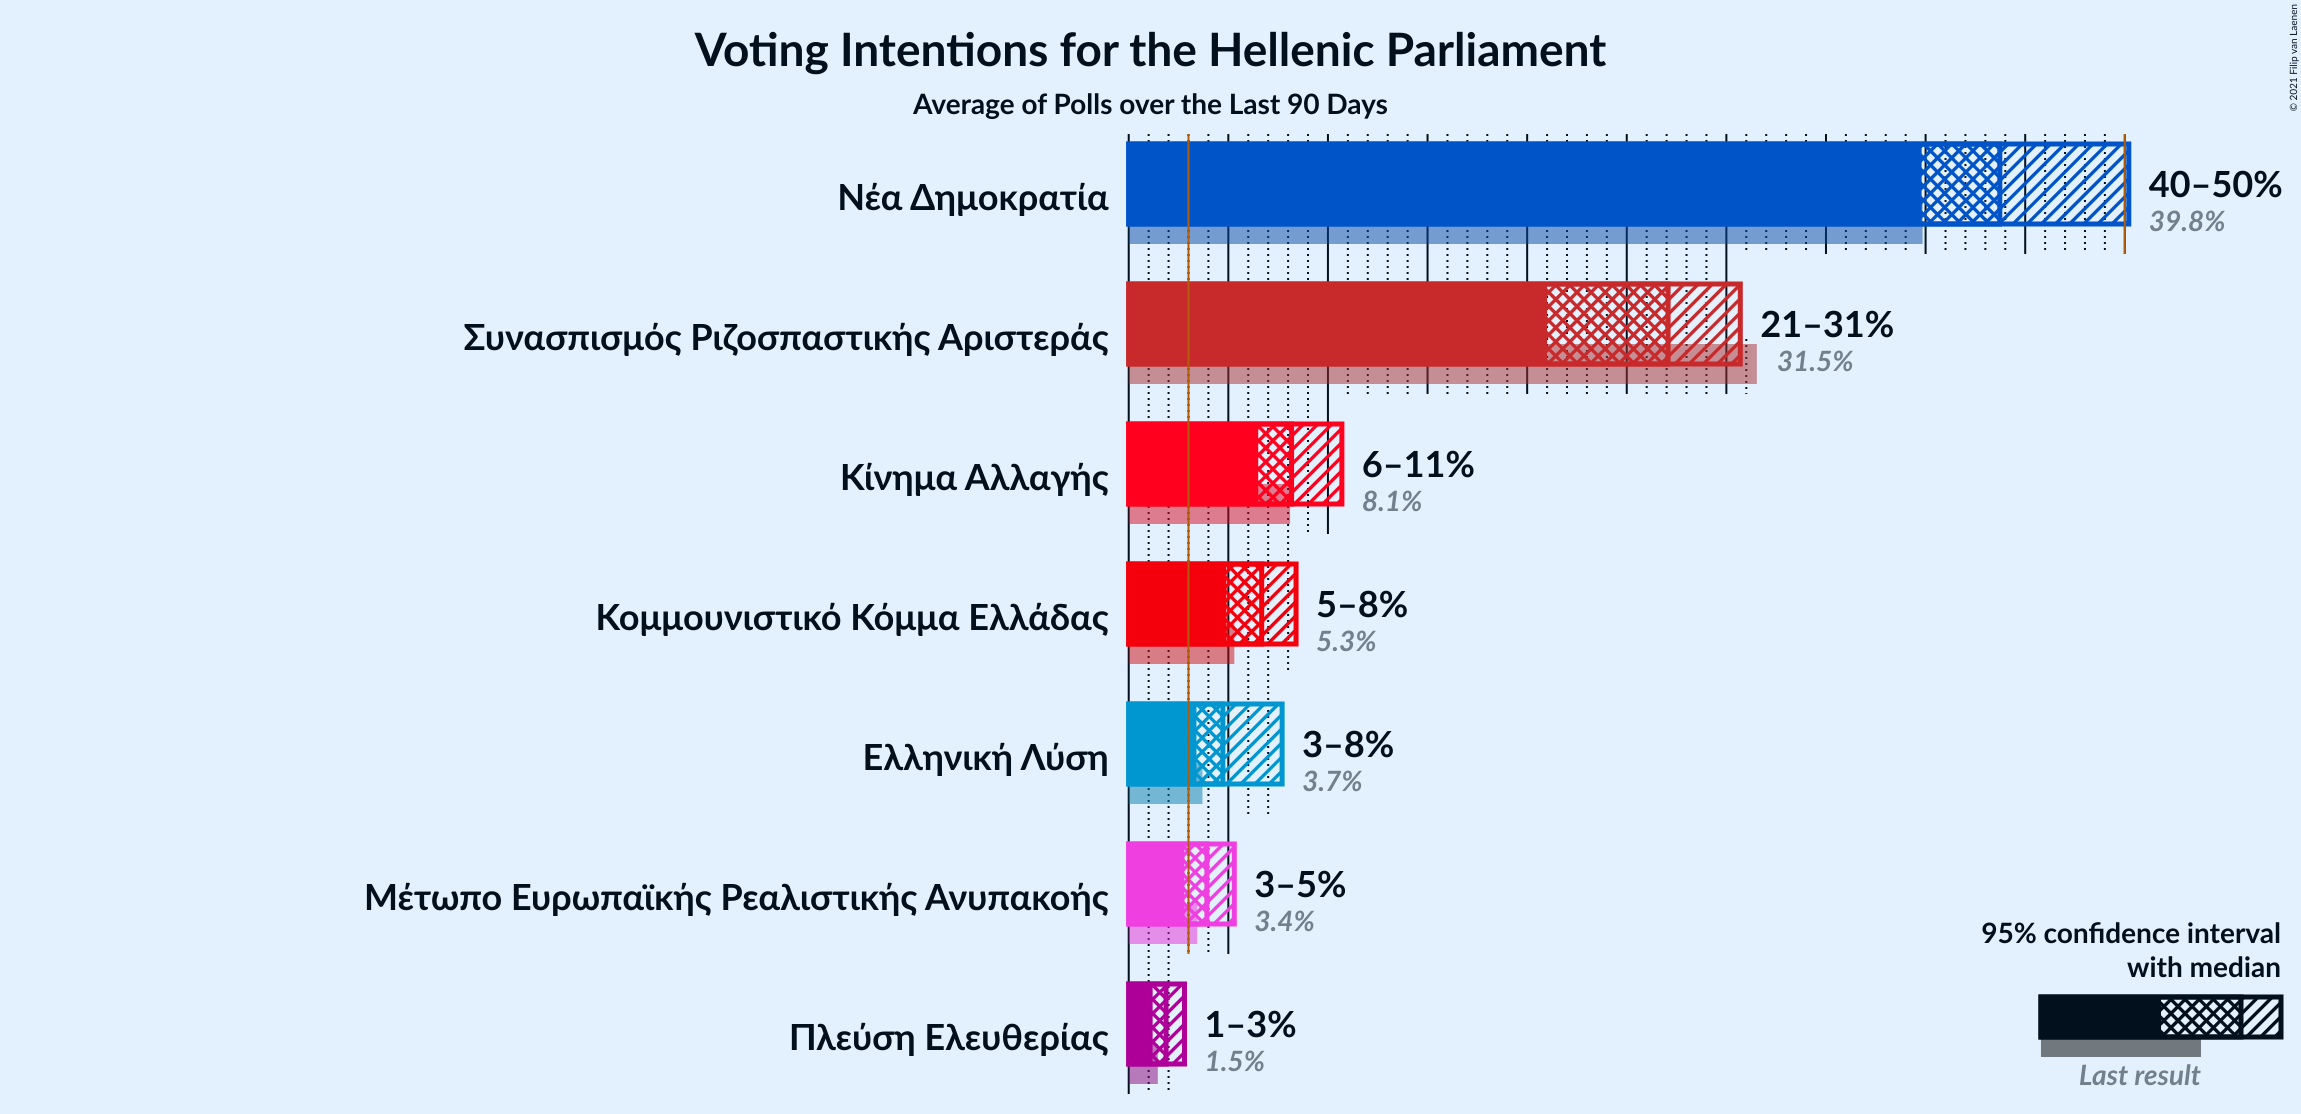 © 2021 Filip van Laenen
Voting Intentions for the Hellenic Parliament
Average of Polls over the Last 90 Days
Νέα Δημοκρατία
40–50%
39.8%
Συνασπισμός Ριζοσπαστικής Αριστεράς
21–31%
31.5%
Κίνημα Αλλαγής
6–11%
8.1%
Κομμουνιστικό Κόμμα Ελλάδας
5–8%
5.3%
Ελληνική Λύση
3–8%
3.7%
Μέτωπο Ευρωπαϊκής Ρεαλιστικής Ανυπακοής
3–5%
3.4%
Πλεύση Ελευθερίας
1–3%
1.5%
95% confidence interval
with median
Last result